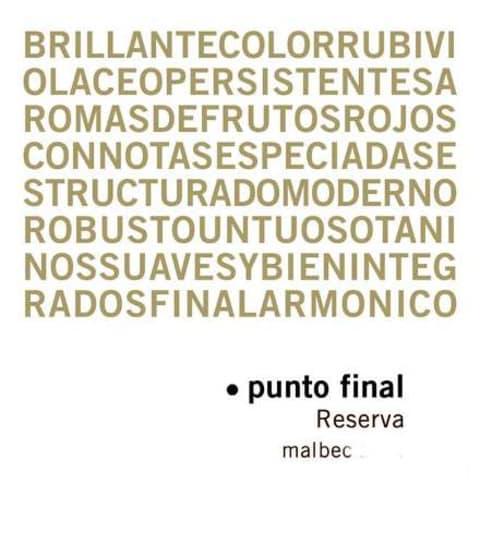 BRILLANTECOLORRUBIVI
OLACEOPERSISTENTESA
ROMASDEFRUTOSROJOS
CONNOTASESPECIADASE
STRUCTURADOMODERNO
ROBUSTOUNTUOSOTANI
NOSSUAVESYBIENINTEG
RADOSFINALARMONICO
• punto final
Reserva
malbec